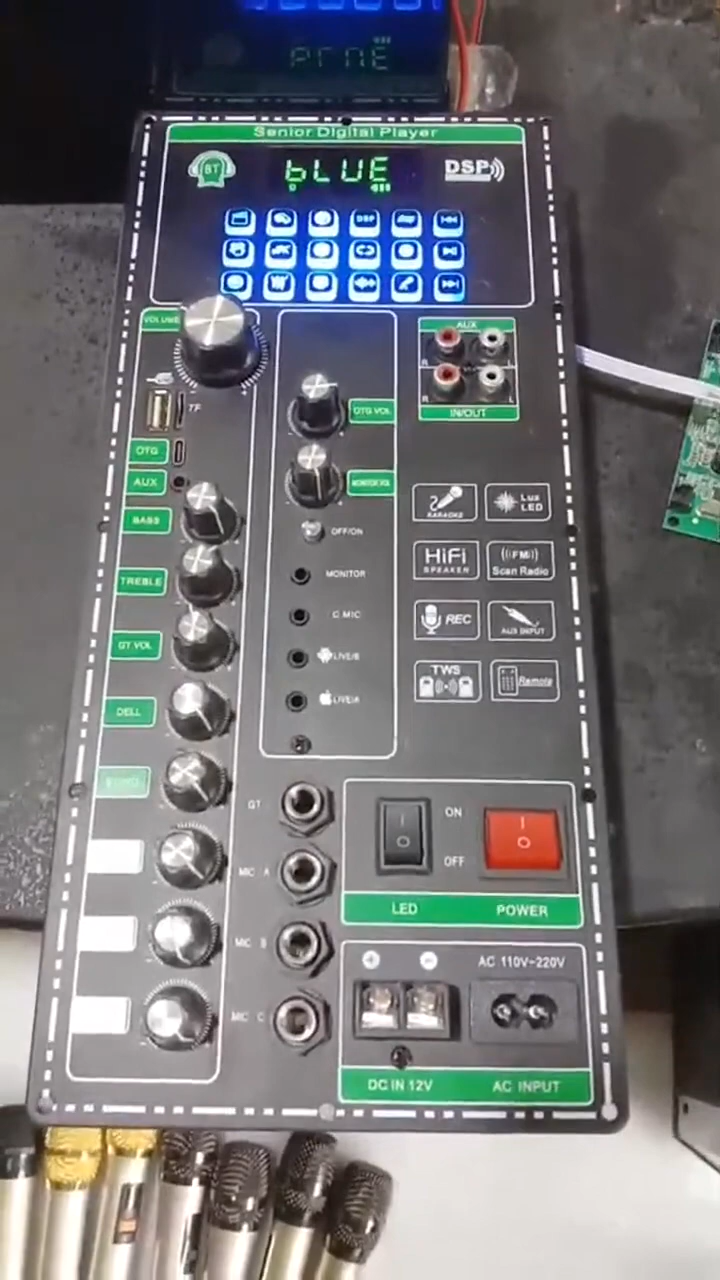 Senior Digital Player
BT
bLUE
DSP
DSP
VOLUME
TF
OTG
AUX
BASS
TREBLE
GT VOL
DELL
OTG VOL
MONITOR VOL
OFF/ON
MONITOR
C MIC
LIVE/B
LIVE/A
AUX
R
L
R
L
IN/OUT
KARAOKE
Lux
LED
HiFi
SPEAKER
FM
Scan Radio
REC
AUX INPUT
TWS
Remote
GT
MIC A
MIC B
MIC C
ON
OFF
LED
POWER
AC 110V~220V
DC IN 12V
AC INPUT